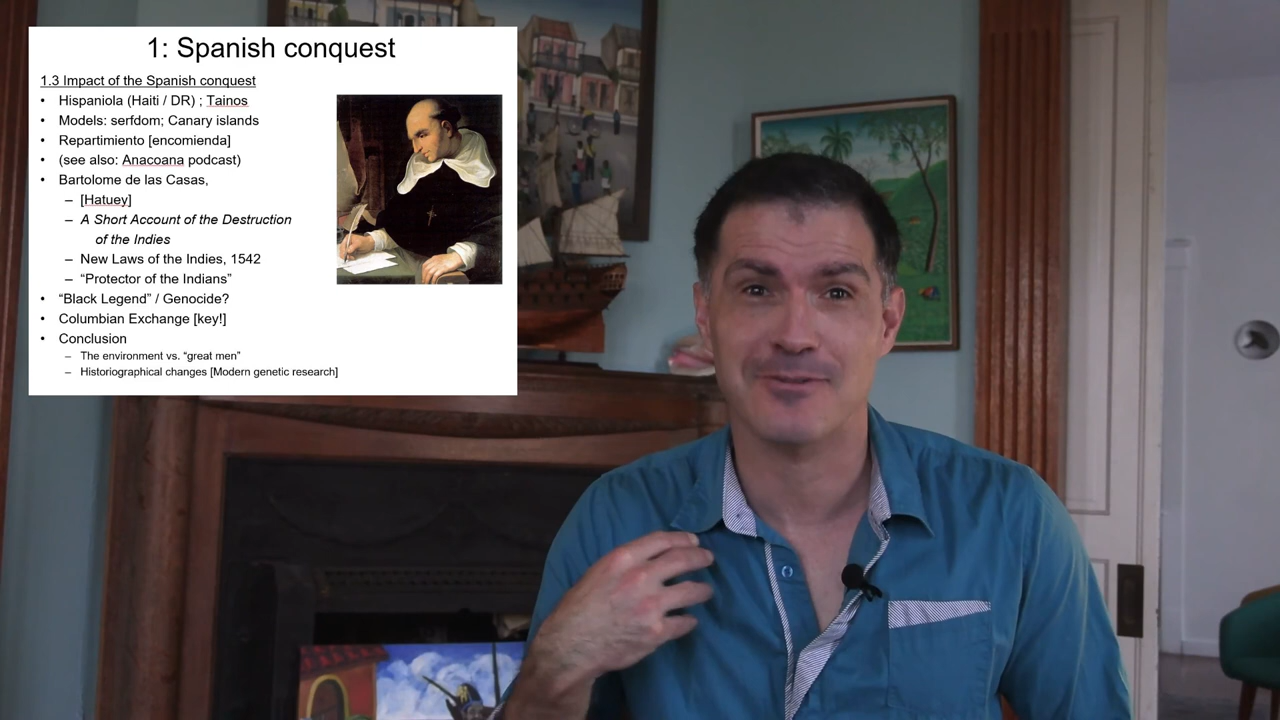 1: Spanish conquest
1.3 Impact of the Spanish conquest
• Hispaniola (Haiti / DR) ; Tainos
• Models: serfdom; Canary islands
• Repartimiento [encomienda]
• (see also: Anacoana podcast)
• Bartolome de las Casas,
– [Hatuey]
– A Short Account of the Destruction
of the Indies
– New Laws of the Indies, 1542
– “Protector of the Indians”
• “Black Legend” / Genocide?
• Columbian Exchange [key!]
• Conclusion
– The environment vs. “great men”
– Historiographical changes [Modern genetic research]